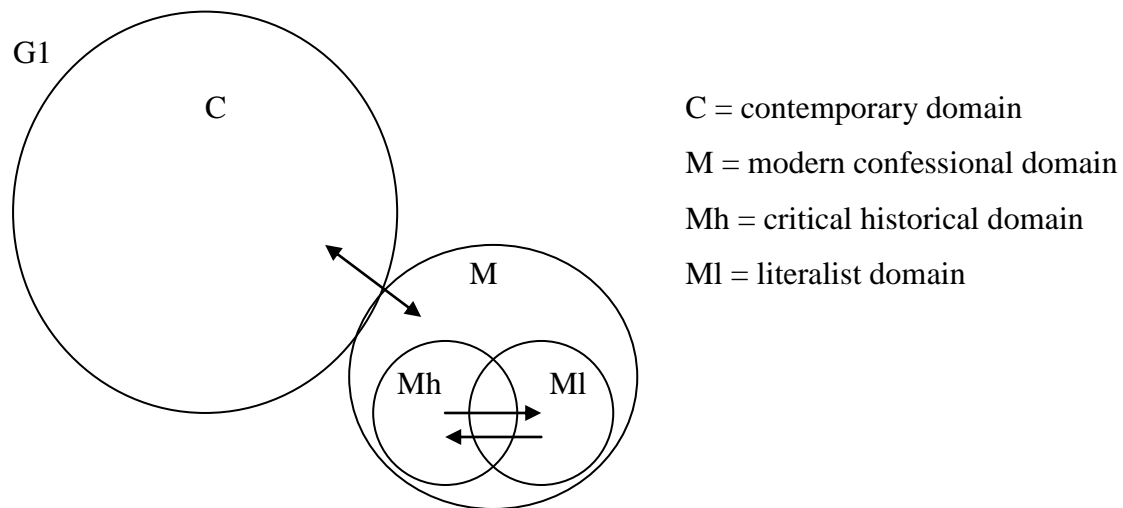 G1
C
C = contemporary domain
M = modern confessional domain
Mh = critical historical domain
Ml = literalist domain
M
Mh
Ml